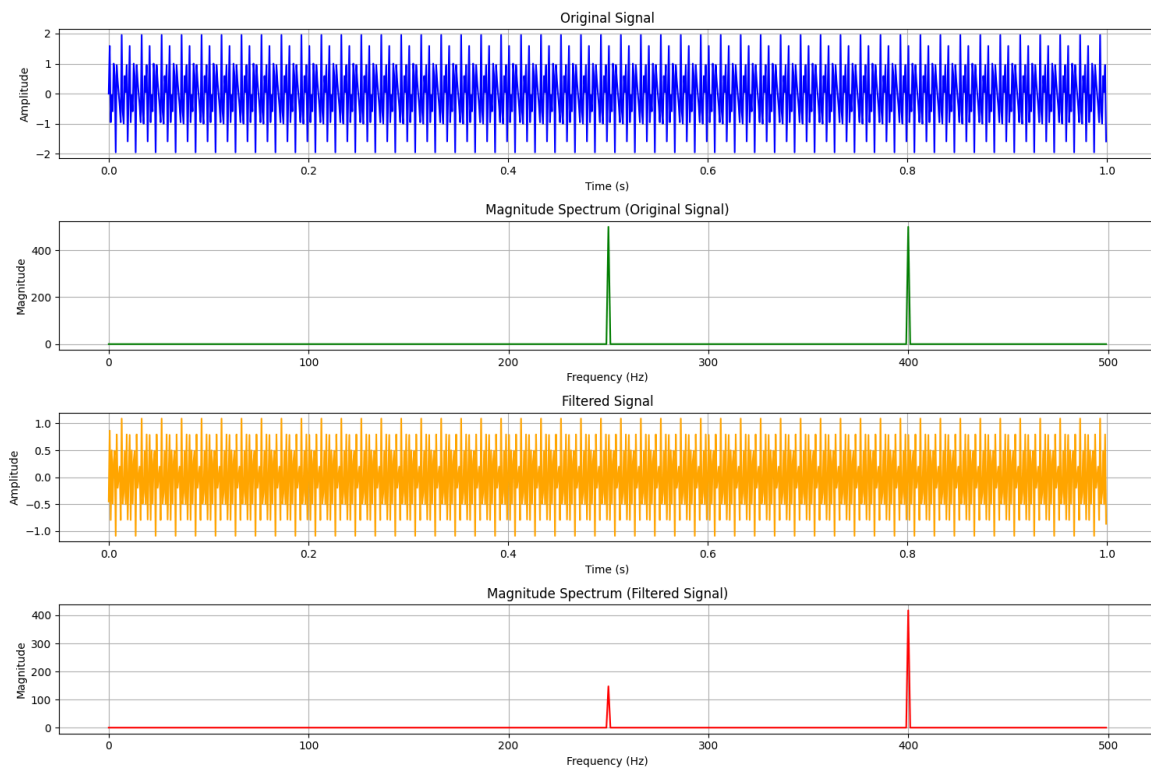 Original Signal
2
1
0
−1
−2
Amplitude
0.0 0.2 0.4 0.6 0.8 1.0
Time (s)
Magnitude Spectrum (Original Signal)
400
200
0
Magnitude
0 100 200 300 400 500
Frequency (Hz)
Filtered Signal
1.0
0.5
0.0
−0.5
−1.0
Amplitude
0.0 0.2 0.4 0.6 0.8 1.0
Time (s)
Magnitude Spectrum (Filtered Signal)
400
300
200
100
0
Magnitude
0 100 200 300 400 500
Frequency (Hz)